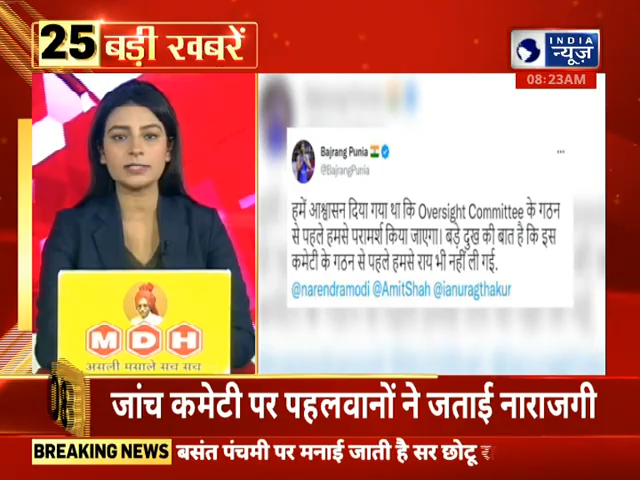 25 बड़ी खबरें
INDIA
न्यूज़
08:23AM
Bajrang Punia
@BajrangPunia
हमें आश्वासन दिया गया था कि Oversight Committee के गठन
से पहले हमसे परामर्श किया जाएगा। बड़े दुख की बात है कि इस
कमेटी के गठन से पहले हमसे राय भी नहीं ली गई.
@narendramodi @AmitShah @ianuragthakur
MDH
असली मसाले सच सच
जांच कमेटी पर पहलवानों ने जताई नाराजगी
BREAKING NEWS बसंत पंचमी पर मनाई जाती है सर छोटू